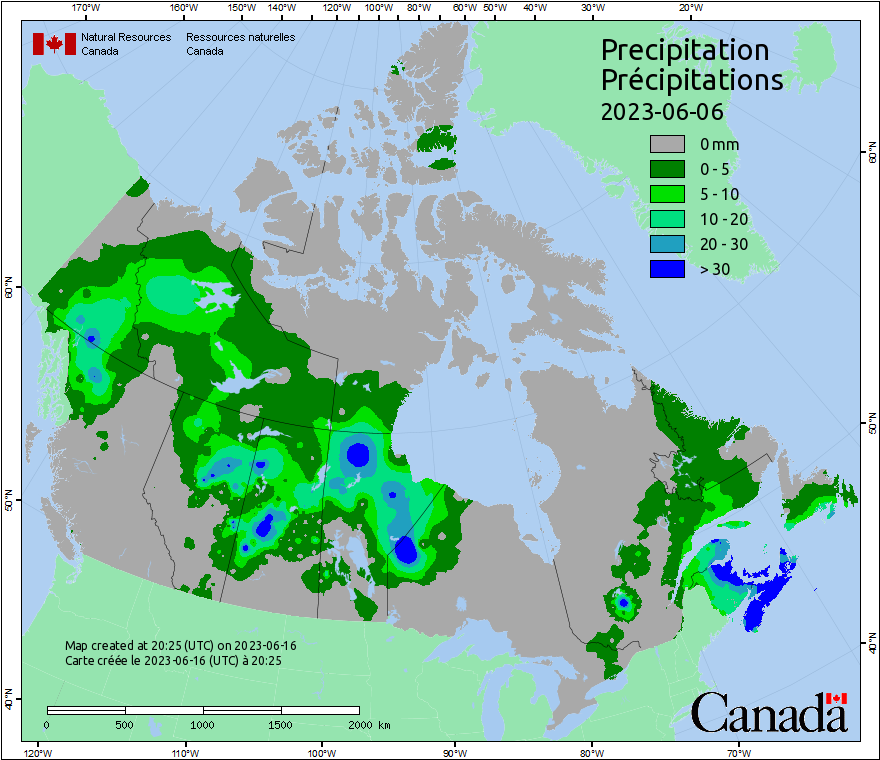 170°W 160°W 150°W 140°W 120°W 100°W 80°W 60°W 50°W 40°W 30°W 20°W
Natural Resources Ressources naturelles
Canada Canada
Precipitation
Précipitations
2023-06-06
0 mm
0 - 5
5 - 10
10 - 20
20 - 30
> 30
60°N
60°N
50°N
50°N
40°N
40°N
Map created at 20:25 (UTC) on 2023-06-16
Carte créée le 2023-06-16 (UTC) à 20:25
0 500 1000 1500 2000 km
Canada
120°W 110°W 100°W 90°W 80°W 70°W